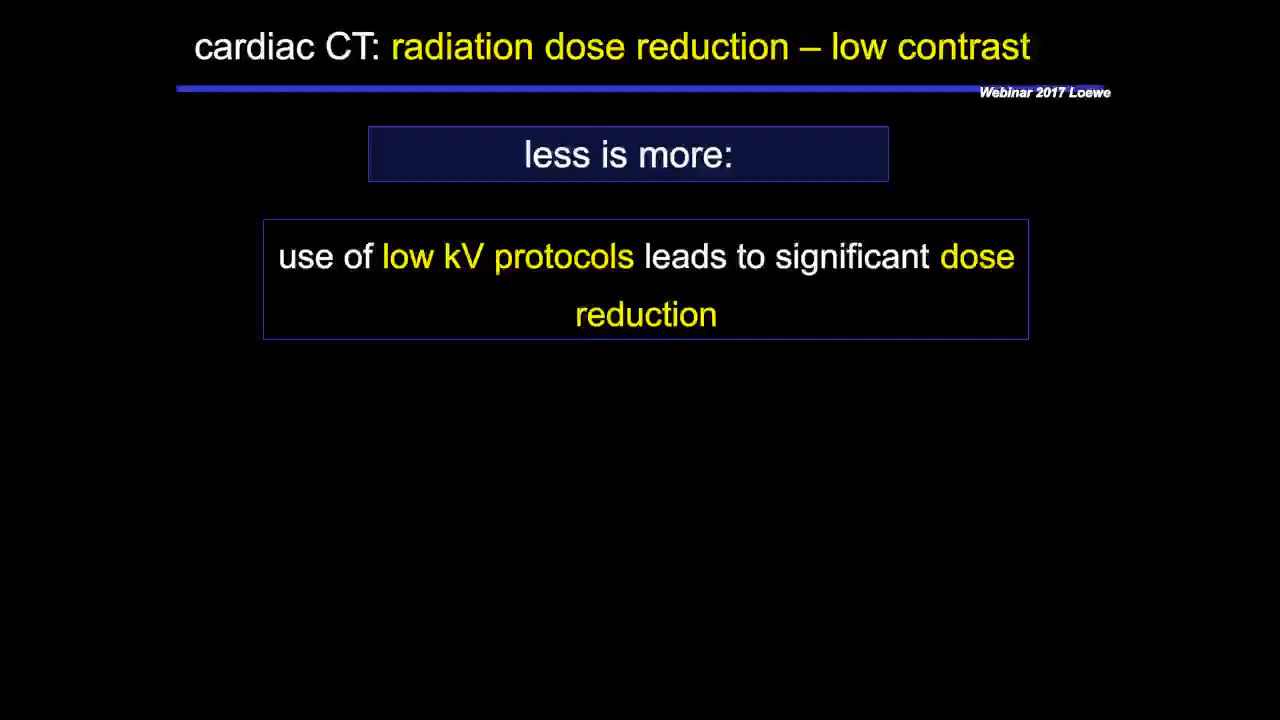 cardiac CT: radiation dose reduction – low contrast
Webinar 2017 Loewe
less is more:
use of low kV protocols leads to significant dose
reduction